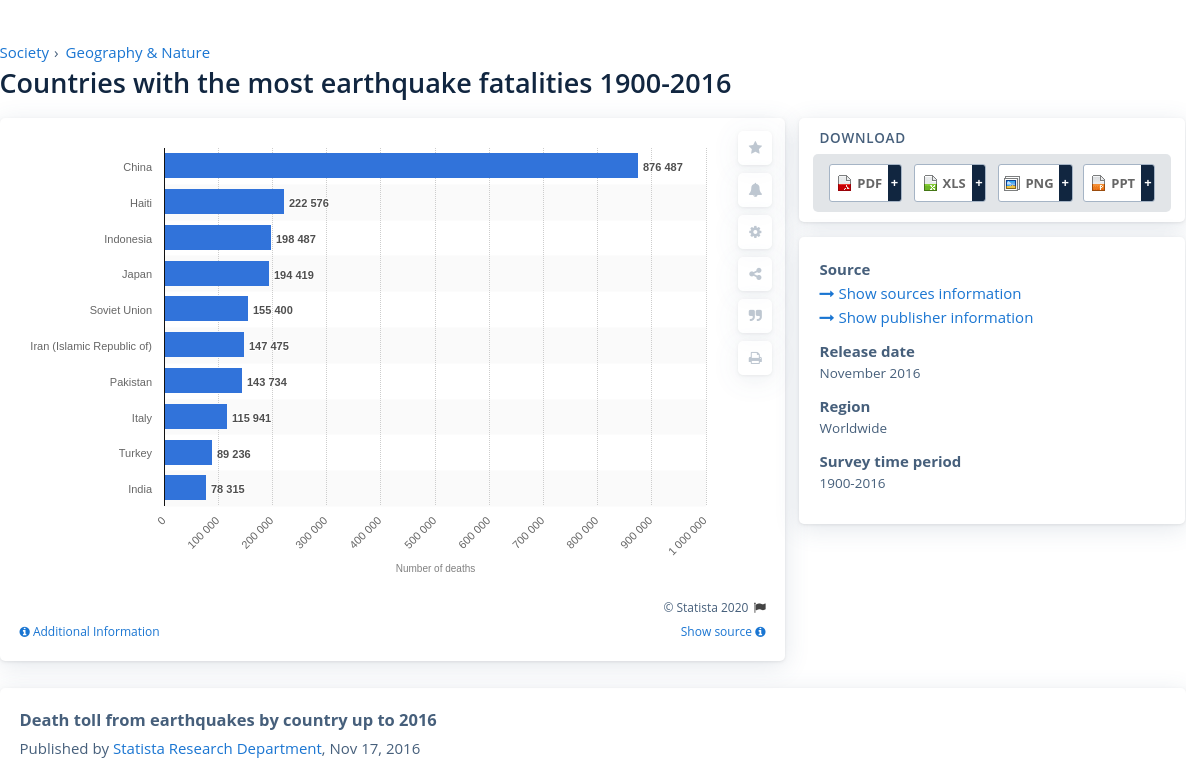 Society › Geography & Nature
Countries with the most earthquake fatalities 1900-2016
China 876 487
Haiti 222 576
Indonesia 198 487
Japan 194 419
Soviet Union 155 400
Iran (Islamic Republic of) 147 475
Pakistan 143 734
Italy 115 941
Turkey 89 236
India 78 315
0 100 000 200 000 300 000 400 000 500 000 600 000 700 000 800 000 900 000 1 000 000
Number of deaths
© Statista 2020
Additional Information Show source
DOWNLOAD
PDF + XLS + PNG + PPT +
Source
Show sources information
Show publisher information
Release date
November 2016
Region
Worldwide
Survey time period
1900-2016
Death toll from earthquakes by country up to 2016
Published by Statista Research Department, Nov 17, 2016